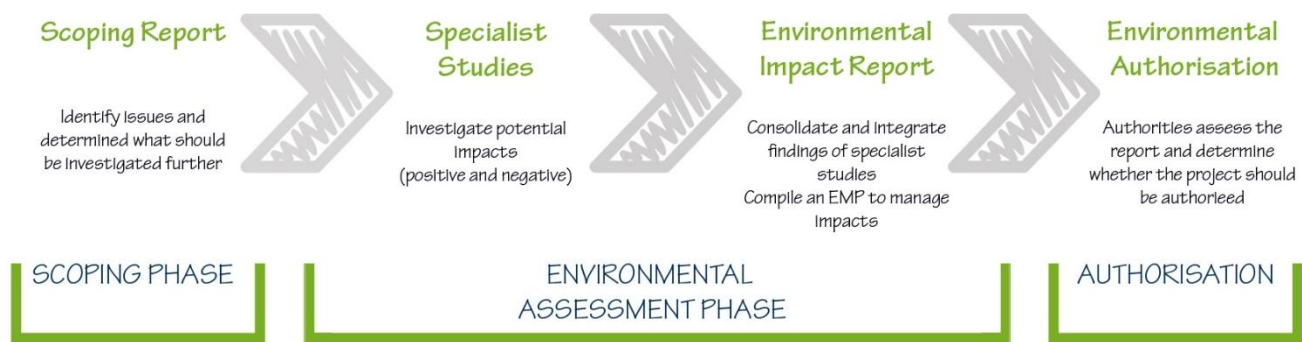 Scoping Report
Identify issues and
determined what should
be investigated further
Specialist
Studies
Investigate potential
impacts
(positive and negative)
Environmental
Impact Report
Consolidate and integrate
findings of specialist
studies
Compile an EMP to manage
impacts
Environmental
Authorisation
Authorities assess the
report and determine
whether the project should
be authorieed
SCOPING PHASE
ENVIRONMENTAL
ASSESSMENT PHASE
AUTHORISATION